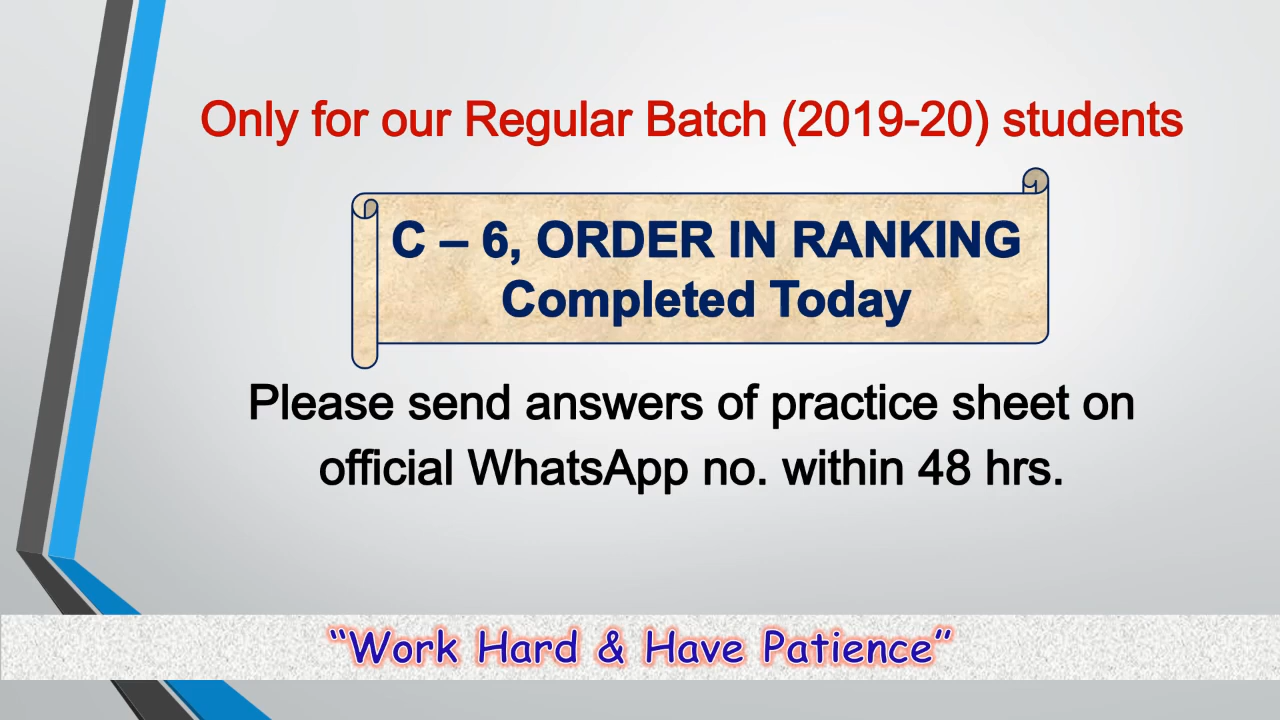 Only for our Regular Batch (2019-20) students
C – 6, ORDER IN RANKING
Completed Today
Please send answers of practice sheet on
official WhatsApp no. within 48 hrs.
“Work Hard & Have Patience”